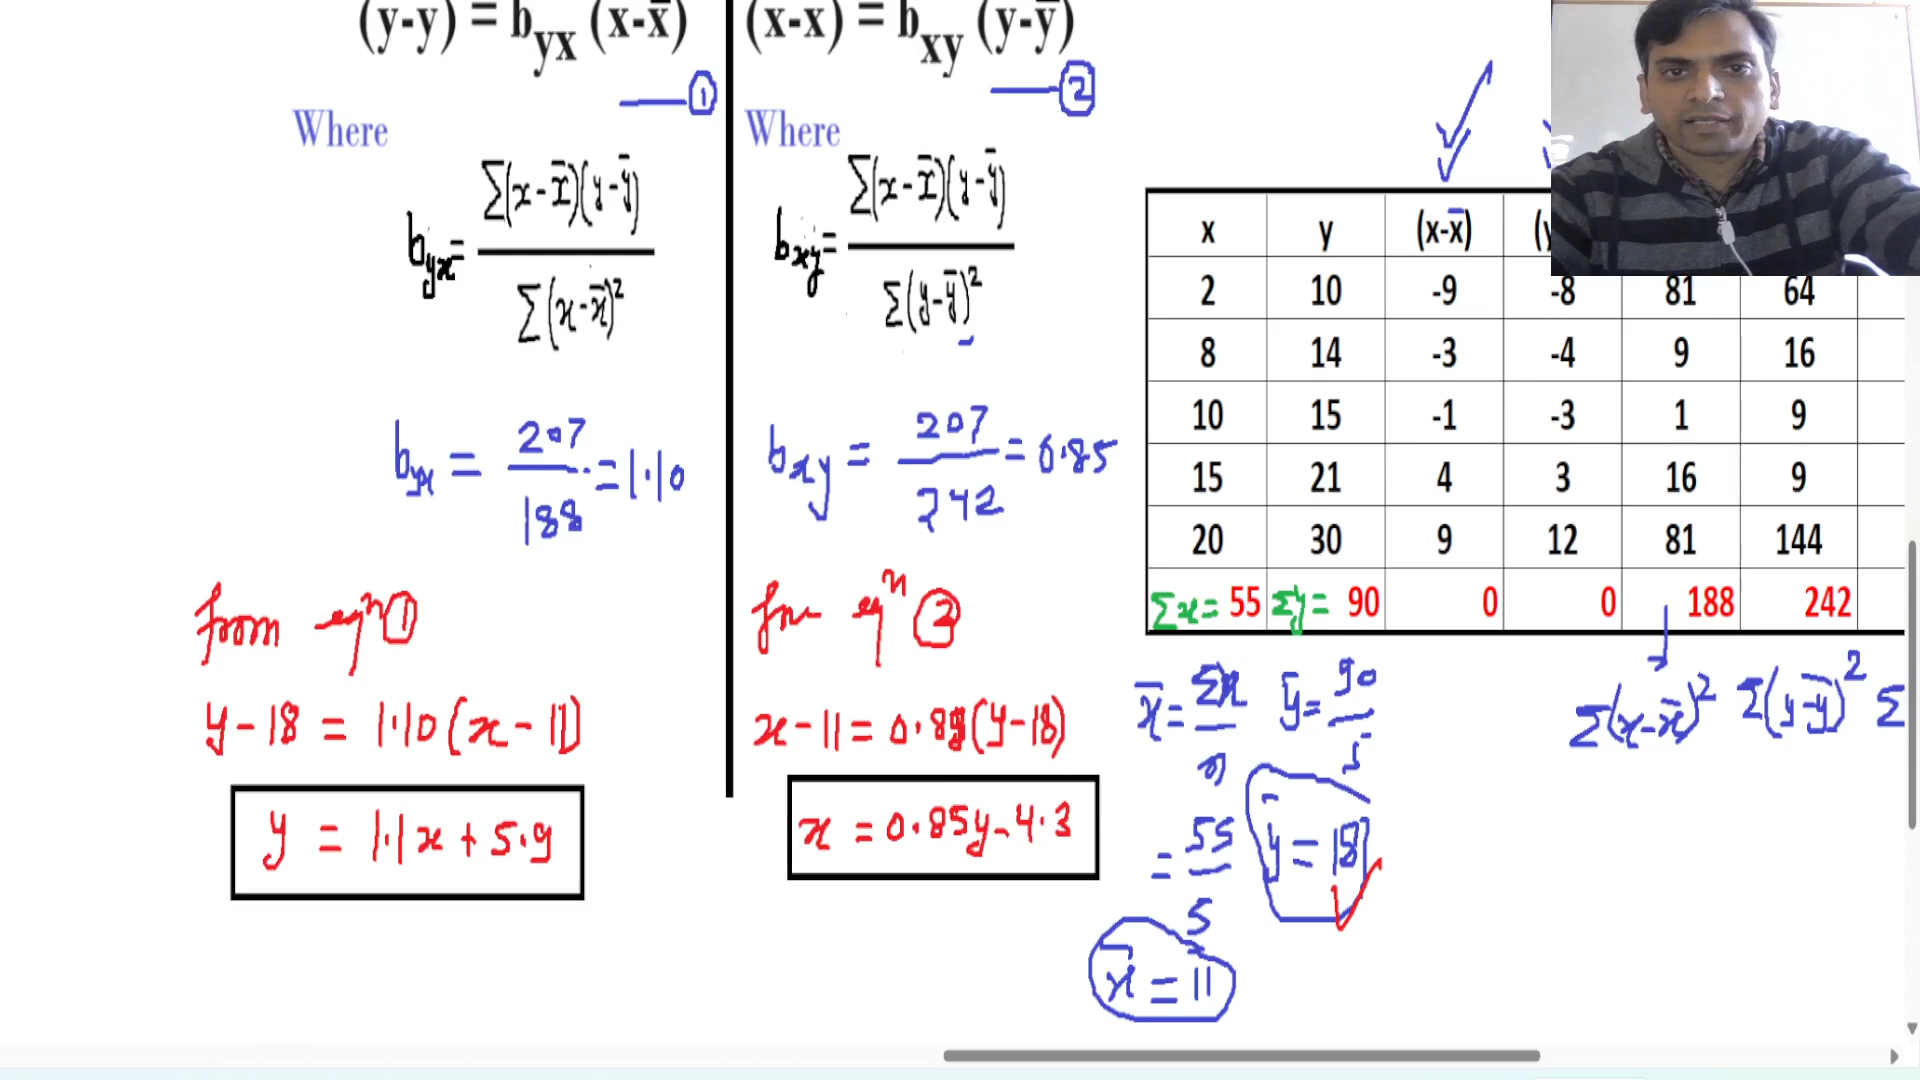 (y-y) = byx (x-x̄)
①
Where
byx = Σ(x-x̄)(y-ȳ)
Σ(x-x̄)²
byx = 207/188 = 1.10
from eqn ①
y-18 = 1.10(x-11)
y = 1.1x+5.9
(x-x) = bxy (y-ȳ)
②
Where
bxy = Σ(x-x̄)(y-ȳ)
Σ(y-ȳ)²
bxy = 207/242 = 0.85
eqn ②
x-11 = 0.85(y-18)
x = 0.85y-4.3
x y (x-x̄) (y
2 10 -9 -8 81 64
8 14 -3 -4 9 16
10 15 -1 -3 1 9
15 21 4 3 16 9
20 30 9 12 81 144
Σx= 55 Σy= 90 0 0 188 242
x̄ = Σx/n
= 55/5
x̄ = 11
ȳ = 90/5
ȳ = 18
Σ(x-x̄)² Σ(y-ȳ)² Σ